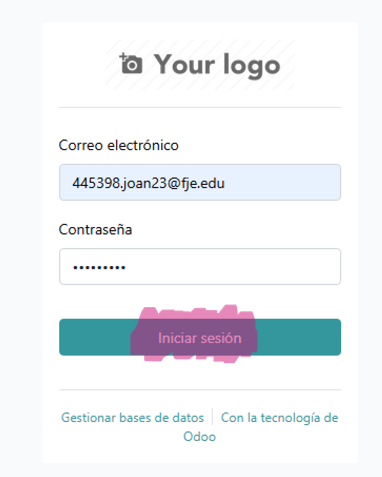 Your logo
Correo electrónico
445398.joan23@fje.edu
Contraseña
•••••••••
Iniciar sesión
Gestionar bases de datos | Con la tecnología de
Odoo